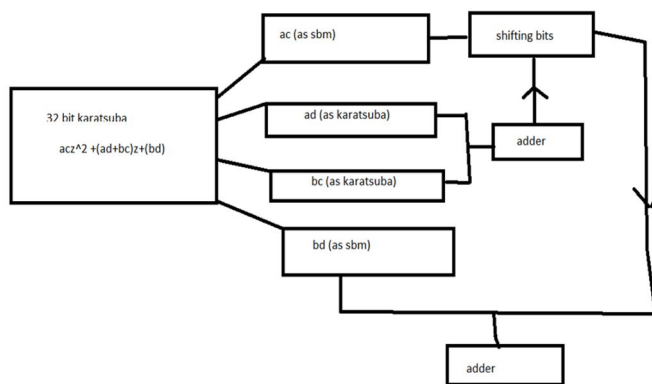 ac (as sbm)
shifting bits
32 bit karatsuba
acz^2 +(ad+bc)z+(bd)
ad (as karatsuba)
adder
bc (as karatsuba)
bd (as sbm)
adder